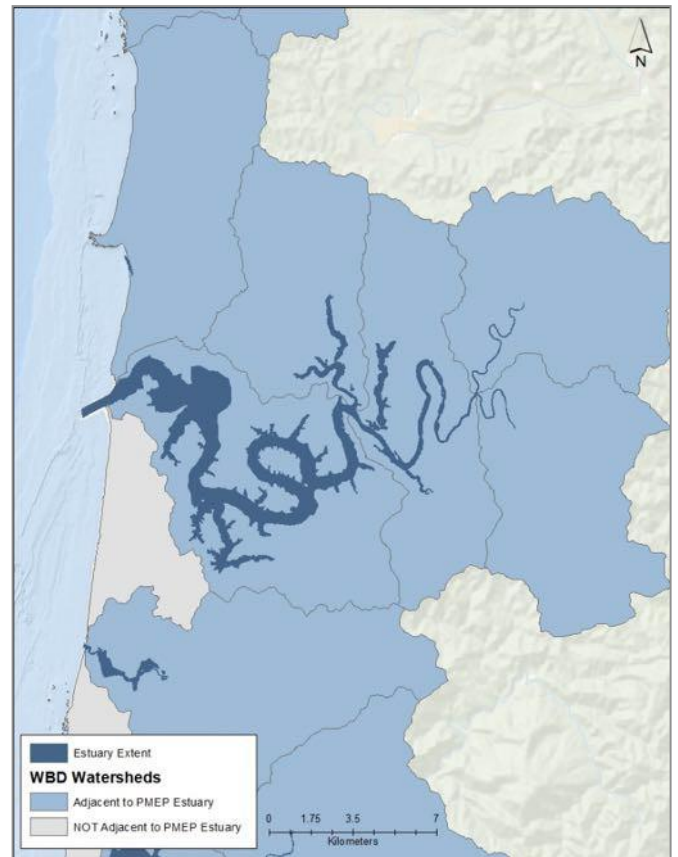 N
Estuary Extent
WBD Watersheds
Adjacent to PMEP Estuary
NOT Adjacent to PMEP Estuary
0 1.75 3.5 7
Kilometers